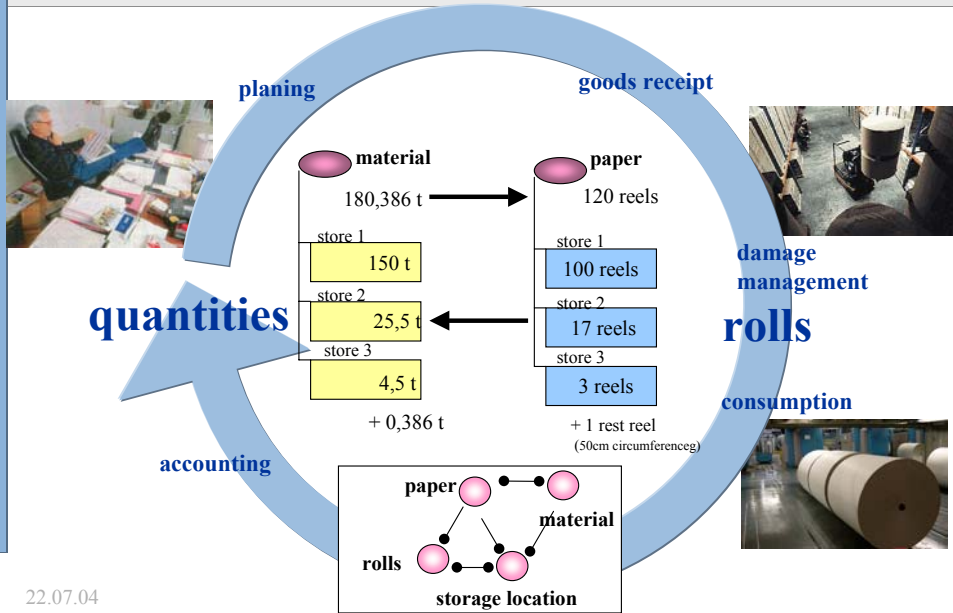 planing
goods receipt
material
180,386 t
paper
120 reels
store 1
150 t
store 1
100 reels
damage
management
quantities
store 2
25,5 t
store 2
17 reels
rolls
store 3
4,5 t
store 3
3 reels
+ 0,386 t
+ 1 rest reel
(50cm circumferenceg)
consumption
accounting
paper
material
rolls
storage location
22.07.04